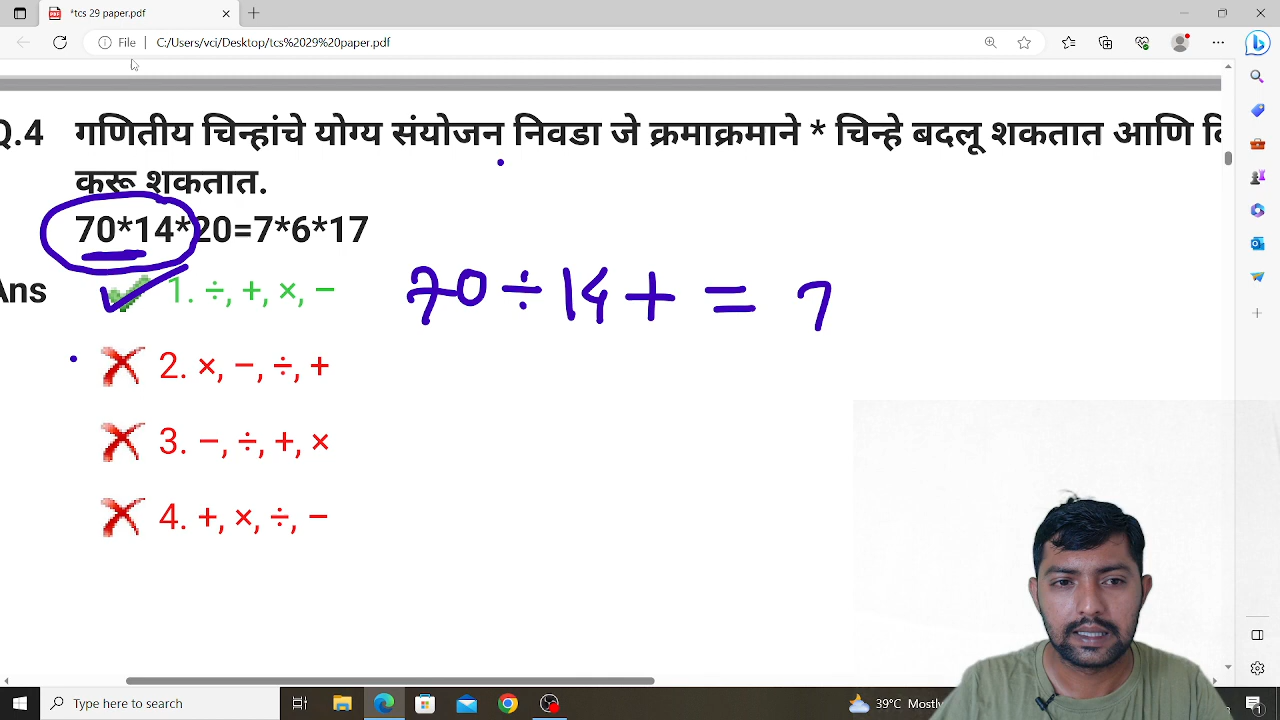 *tcs 29 paper.pdf
File C:/Users/vci/Desktop/tcs%2029%20paper.pdf
Q.4 गणितीय चिन्हांचे योग्य संयोजन निवडा जे क्रमाक्रमाने * चिन्हे बदलू शकतात आणि
करू शकतात.
70*14*20=7*6*17
Ans 1. ÷, +, ×, −
70 ÷ 14 + = 7
2. ×, −, ÷, +
3. −, ÷, +, ×
4. +, ×, ÷, −
Type here to search
39°C Mostly